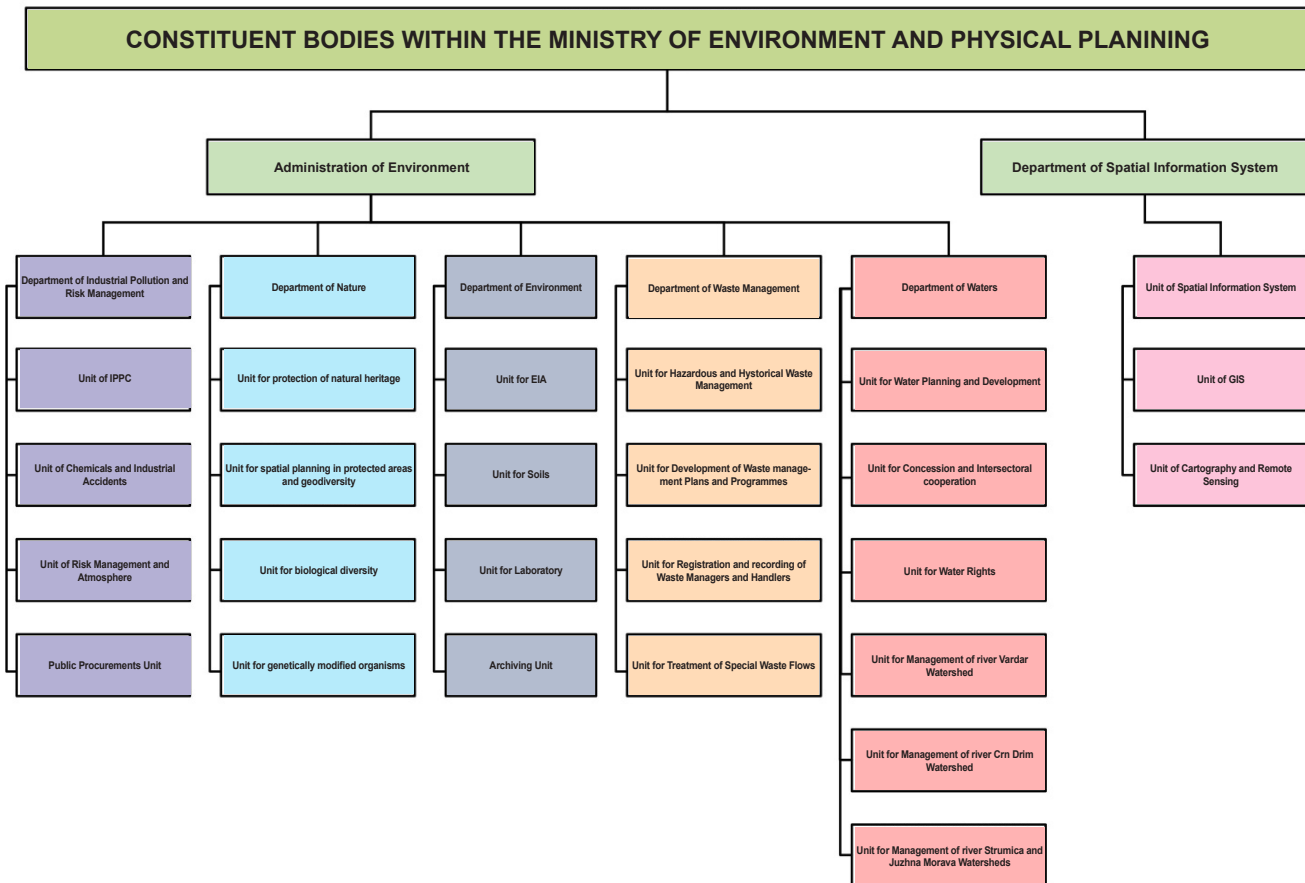 CONSTITUENT BODIES WITHIN THE MINISTRY OF ENVIRONMENT AND PHYSICAL PLANINING
Administration of Environment
Department of Spatial Information System
Department of Industrial Pollution and
Risk Management
Unit of IPPC
Unit of Chemicals and Industrial
Accidents
Unit of Risk Management and
Atmosphere
Public Procurements Unit
Department of Nature
Unit for protection of natural heritage
Unit for spatial planning in protected areas
and geodiversity
Unit for biological diversity
Unit for genetically modified organisms
Department of Environment
Unit for EIA
Unit for Soils
Unit for Laboratory
Archiving Unit
Department of Waste Management
Unit for Hazardous and Hystorical Waste
Management
Unit for Development of Waste manage-
ment Plans and Programmes
Unit for Registration and recording of
Waste Managers and Handlers
Unit for Treatment of Special Waste Flows
Department of Waters
Unit for Water Planning and Development
Unit for Concession and Intersectoral
cooperation
Unit for Water Rights
Unit for Management of river Vardar
Watershed
Unit for Management of river Crn Drim
Watershed
Unit for Management of river Strumica and
Juzhna Morava Watersheds
Unit of Spatial Information System
Unit of GIS
Unit of Cartography and Remote
Sensing